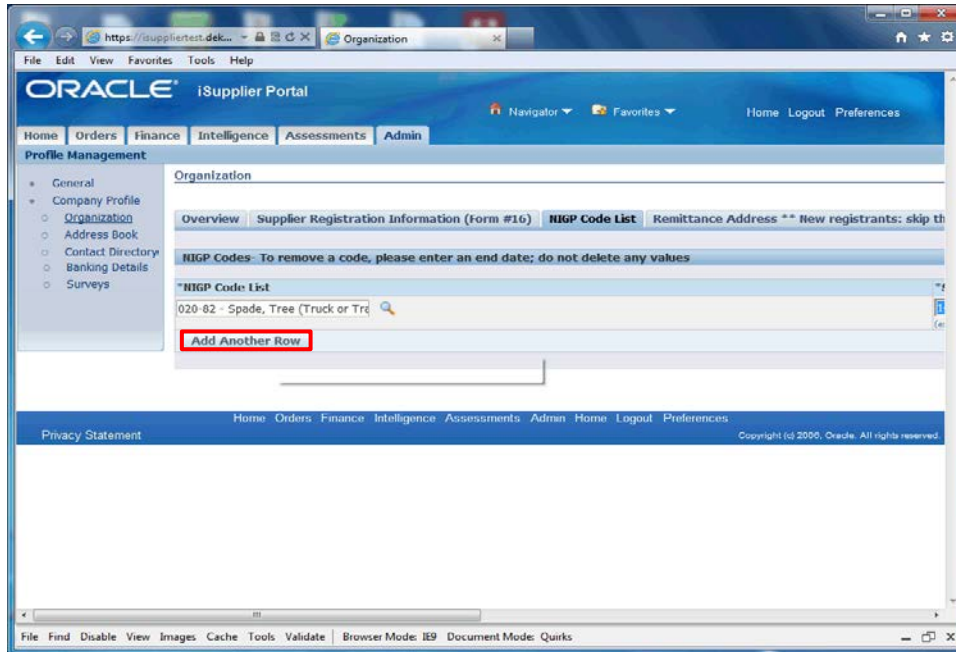 https://isuppliertest.dek...
Organization
File Edit View Favorites Tools Help
ORACLE® iSupplier Portal
Navigator Favorites Home Logout Preferences
Home Orders Finance Intelligence Assessments Admin
Profile Management
General
Company Profile
Organization
Address Book
Contact Directory
Banking Details
Surveys
Organization
Overview Supplier Registration Information (Form #16) NIGP Code List Remittance Address ** New registrants: skip th
NIGP Codes- To remove a code, please enter an end date; do not delete any values
*NIGP Code List
020-82 - Spade, Tree (Truck or Tra
Add Another Row
Home Orders Finance Intelligence Assessments Admin Home Logout Preferences
Privacy Statement
Copyright (c) 2006, Oracle. All rights reserved.
File Find Disable View Images Cache Tools Validate Browser Mode: IE9 Document Mode: Quirks